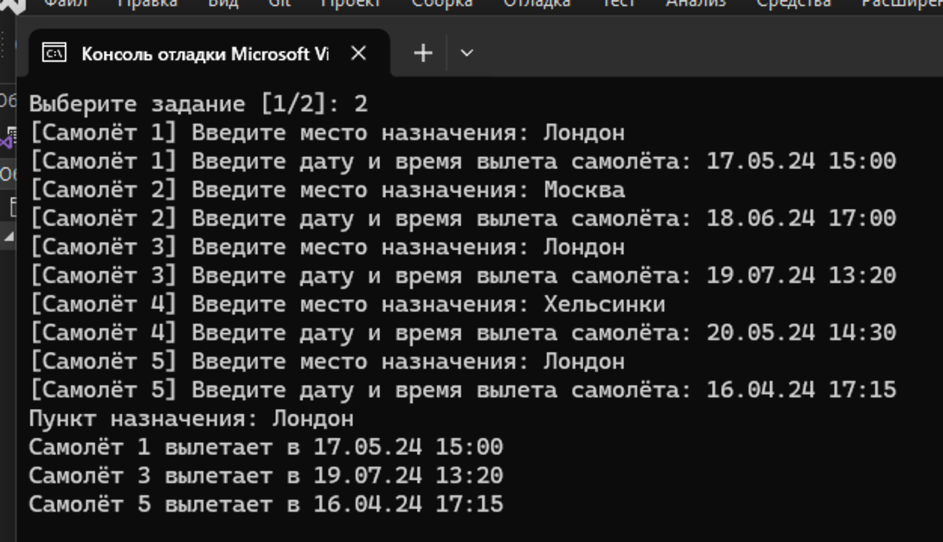 Файл Правка Вид Git Проект Сборка Отладка Тест Анализ Средства
Консоль отладки Microsoft Vi
Выберите задание [1/2]: 2
[Самолёт 1] Введите место назначения: Лондон
[Самолёт 1] Введите дату и время вылета самолёта: 17.05.24 15:00
[Самолёт 2] Введите место назначения: Москва
[Самолёт 2] Введите дату и время вылета самолёта: 18.06.24 17:00
[Самолёт 3] Введите место назначения: Лондон
[Самолёт 3] Введите дату и время вылета самолёта: 19.07.24 13:20
[Самолёт 4] Введите место назначения: Хельсинки
[Самолёт 4] Введите дату и время вылета самолёта: 20.05.24 14:30
[Самолёт 5] Введите место назначения: Лондон
[Самолёт 5] Введите дату и время вылета самолёта: 16.04.24 17:15
Пункт назначения: Лондон
Самолёт 1 вылетает в 17.05.24 15:00
Самолёт 3 вылетает в 19.07.24 13:20
Самолёт 5 вылетает в 16.04.24 17:15